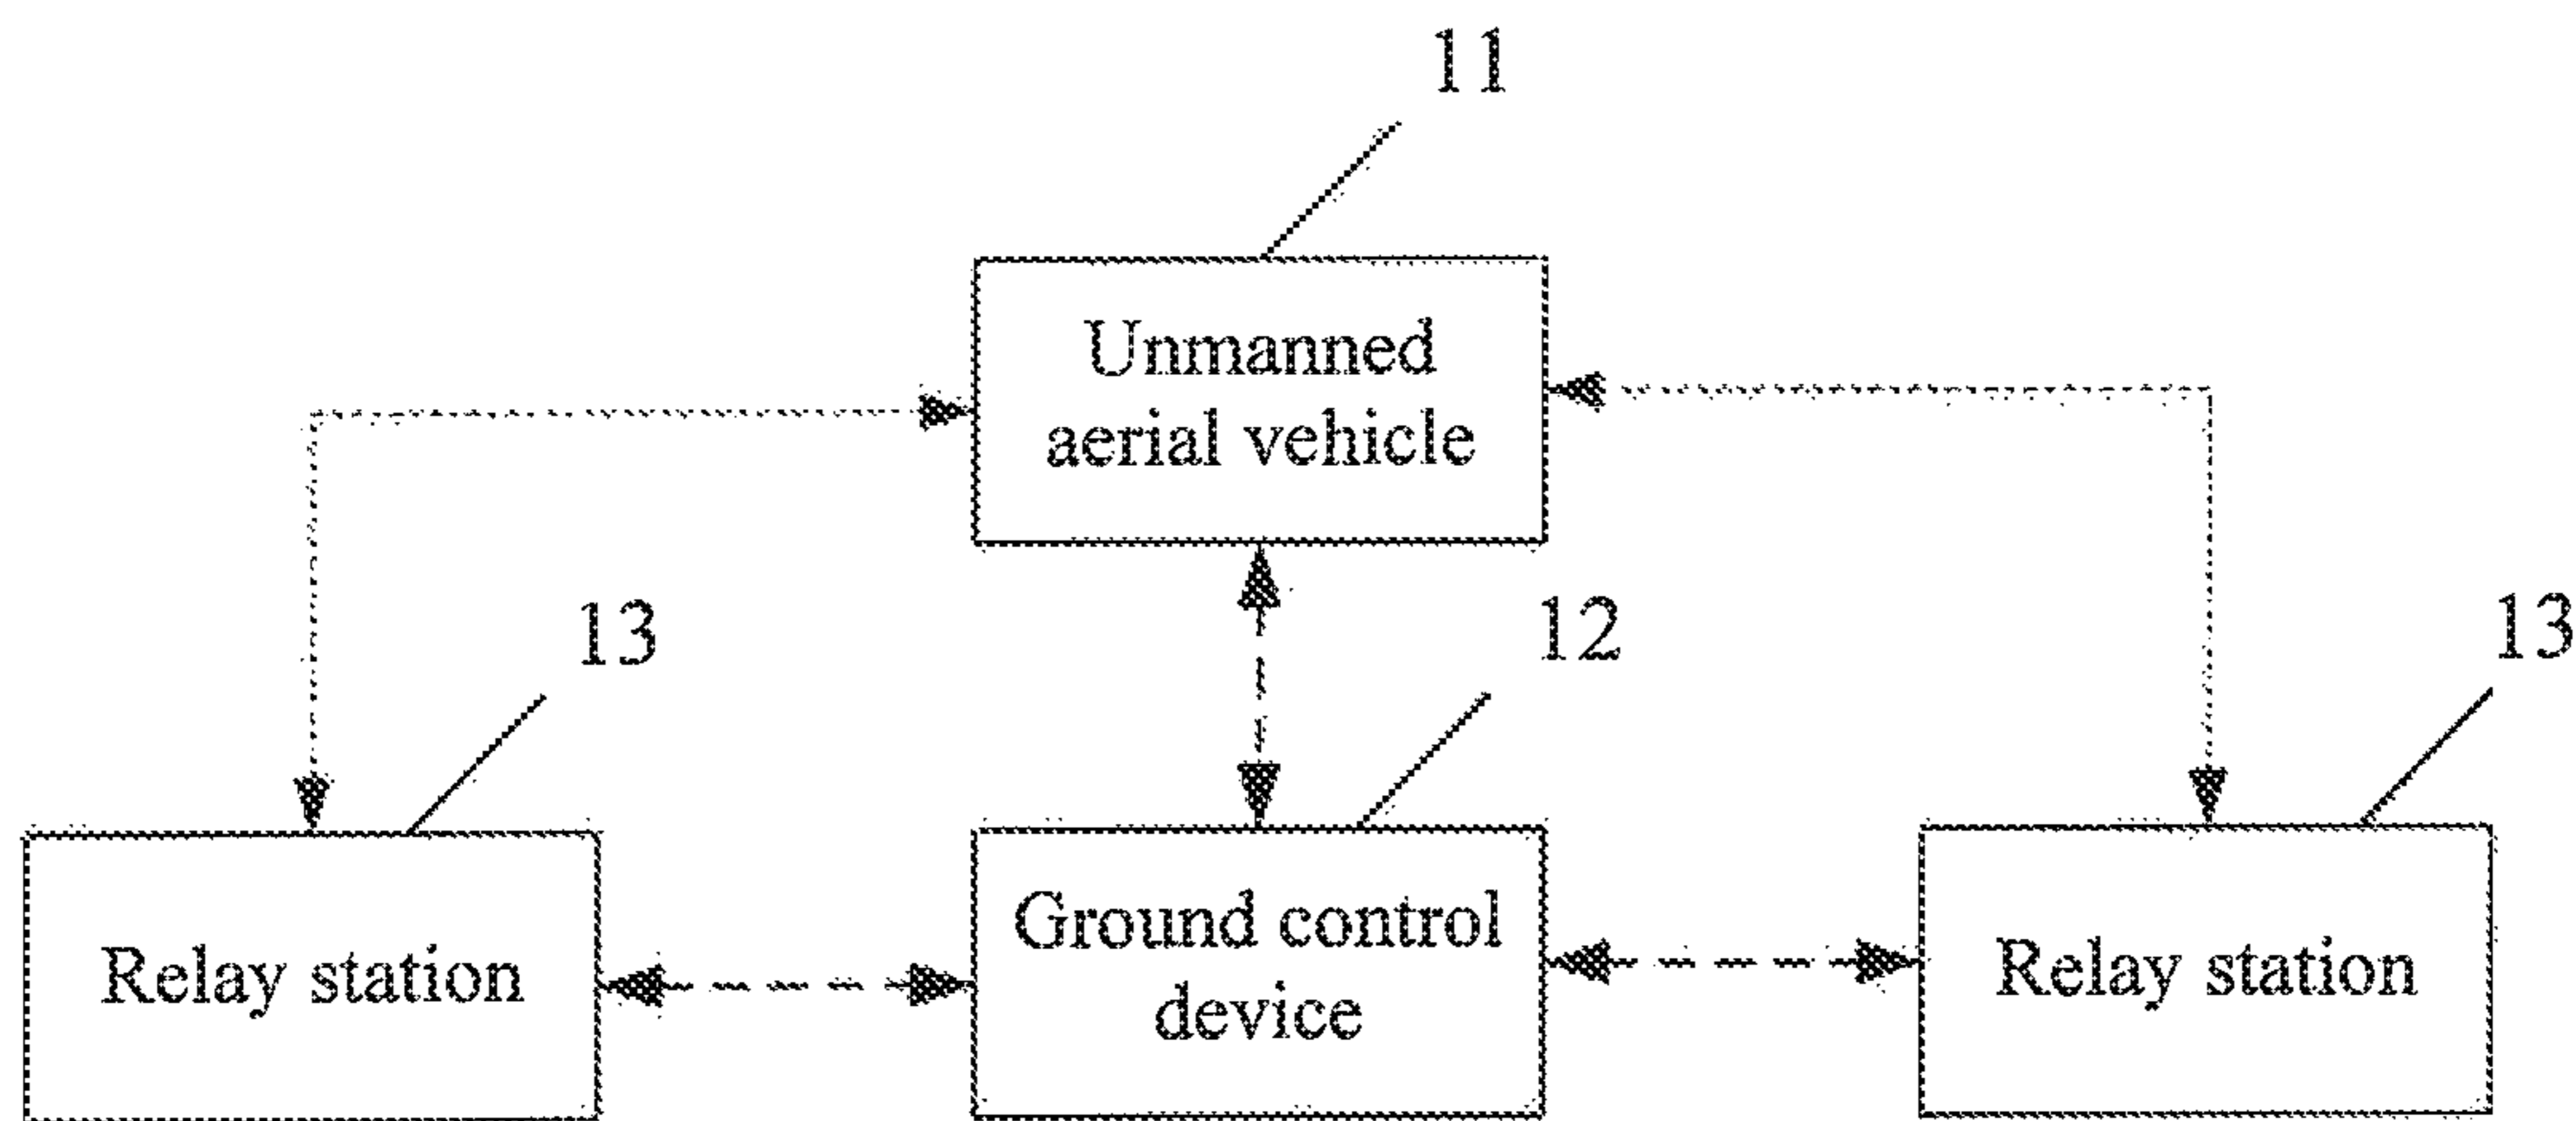 11
Unmanned
aerial vehicle
13
12
13
Relay station
Ground control
device
Relay station